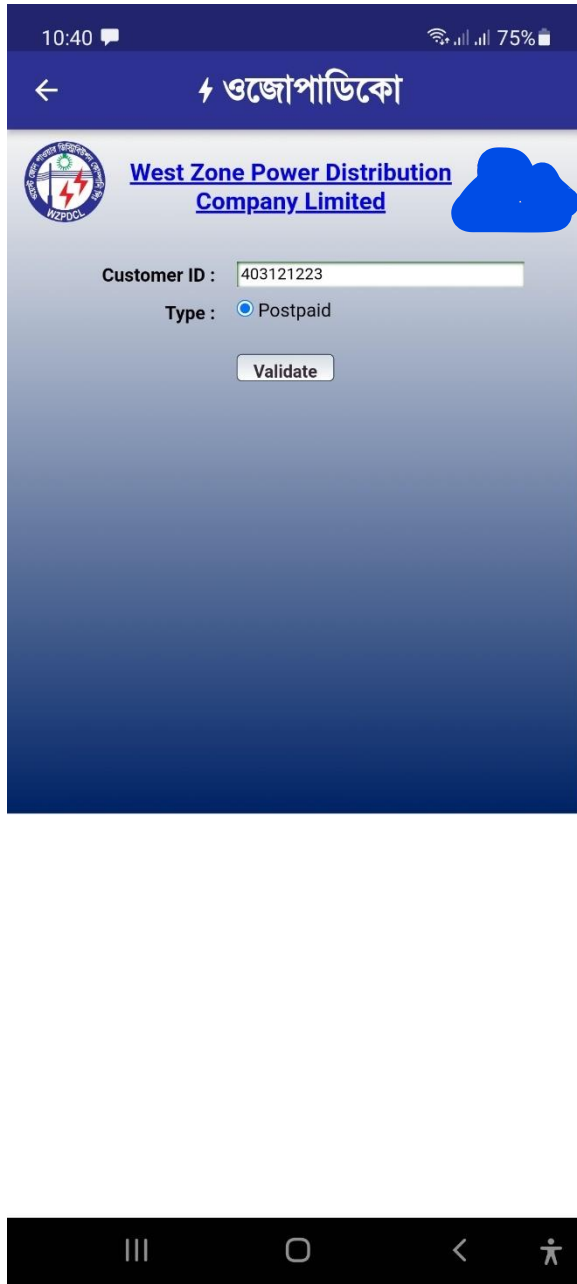 10:40 75%
ওজোপাডিকো
West Zone Power Distribution
Company Limited
WZPDCL
Customer ID : 403121223
Type : Postpaid
Validate